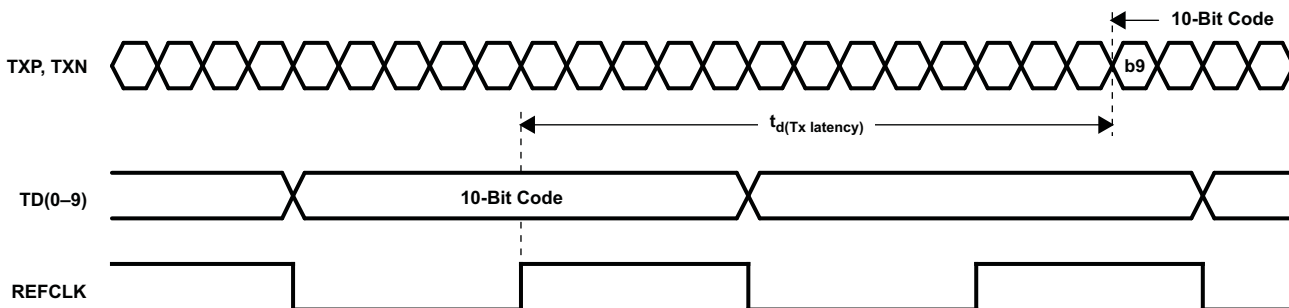 10-Bit Code
TXP, TXN
b9
td(Tx latency)
TD(0–9)
10-Bit Code
REFCLK